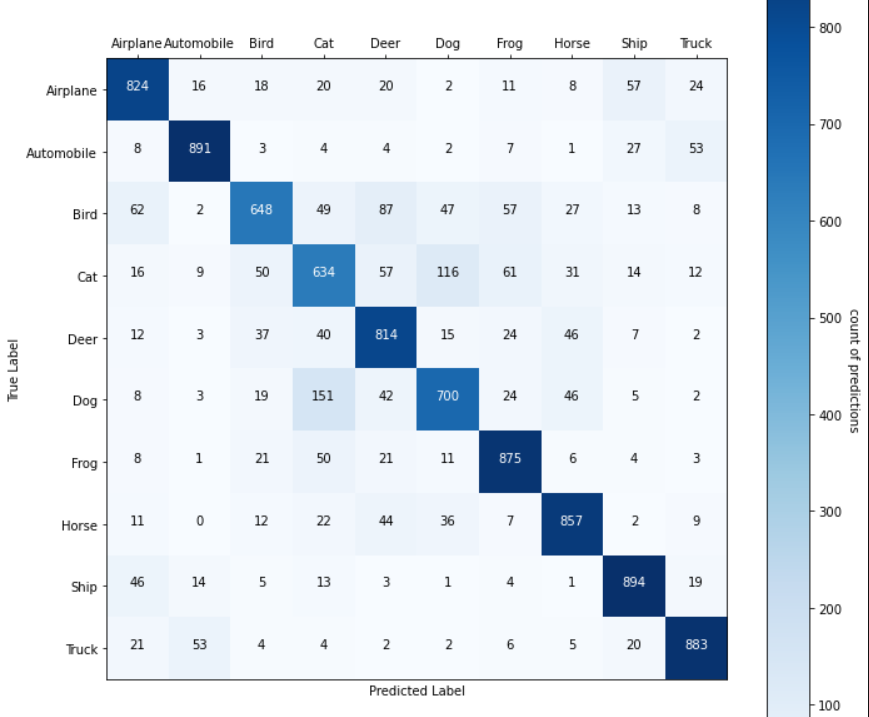 Airplane Automobile Bird Cat Deer Dog Frog Horse Ship Truck
Airplane 824 16 18 20 20 2 11 8 57 24
Automobile 8 891 3 4 4 2 7 1 27 53
Bird 62 2 648 49 87 47 57 27 13 8
Cat 16 9 50 634 57 116 61 31 14 12
Deer 12 3 37 40 814 15 24 46 7 2
Dog 8 3 19 151 42 700 24 46 5 2
Frog 8 1 21 50 21 11 875 6 4 3
Horse 11 0 12 22 44 36 7 857 2 9
Ship 46 14 5 13 3 1 4 1 894 19
Truck 21 53 4 4 2 2 6 5 20 883
True Label
Predicted Label
800
700
600
500
400
300
200
100
count of predictions